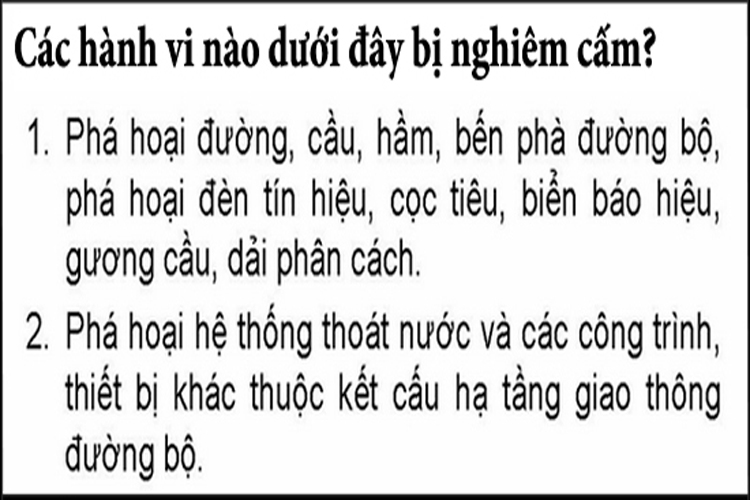 Các hành vi nào dưới đây bị nghiêm cấm?
1. Phá hoại đường, cầu, hầm, bến phà đường bộ,
phá hoại đèn tín hiệu, cọc tiêu, biển báo hiệu,
gương cầu, dải phân cách.
2. Phá hoại hệ thống thoát nước và các công trình,
thiết bị khác thuộc kết cấu hạ tầng giao thông
đường bộ.